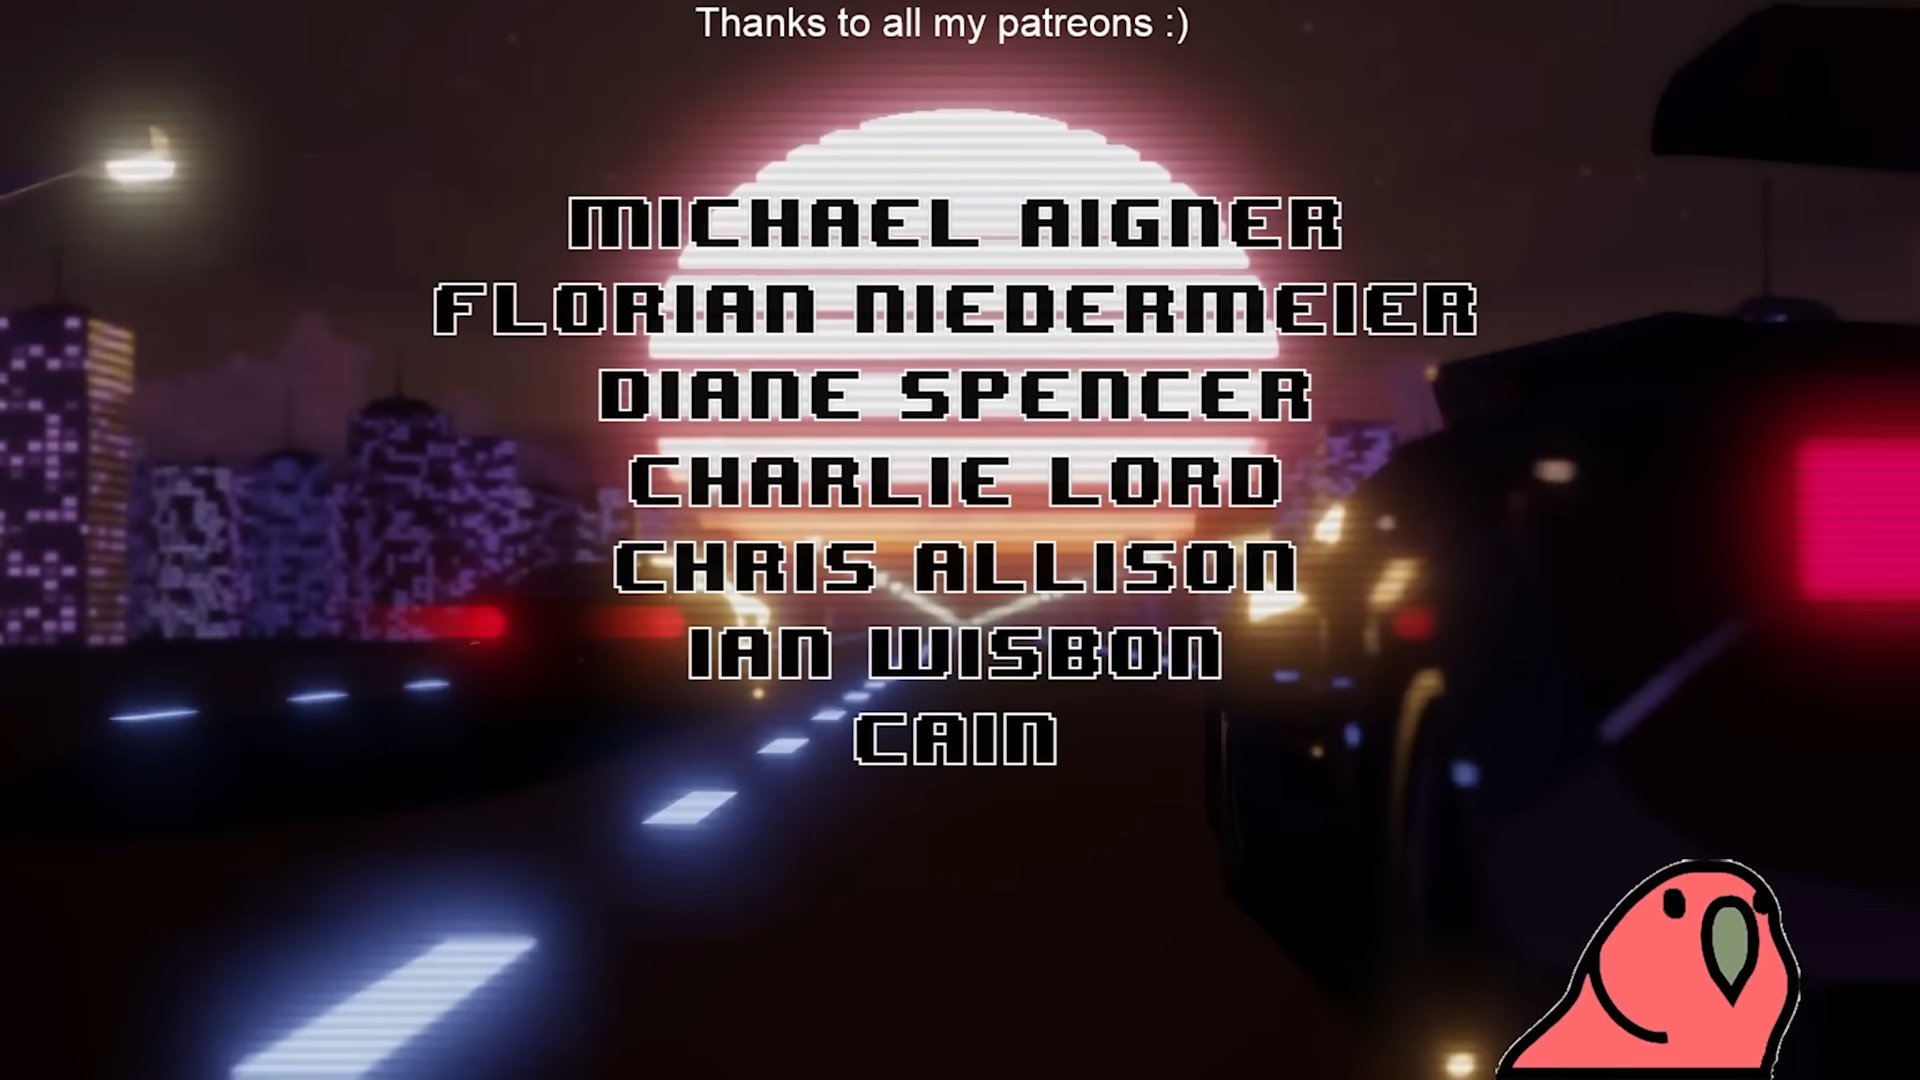 Thanks to all my patreons :)
MICHAEL AIGNER
FLORIAN NIEDERMEIER
DIANE SPENCER
CHARLIE LORD
CHRIS ALLISON
IAN WISBON
CAIN